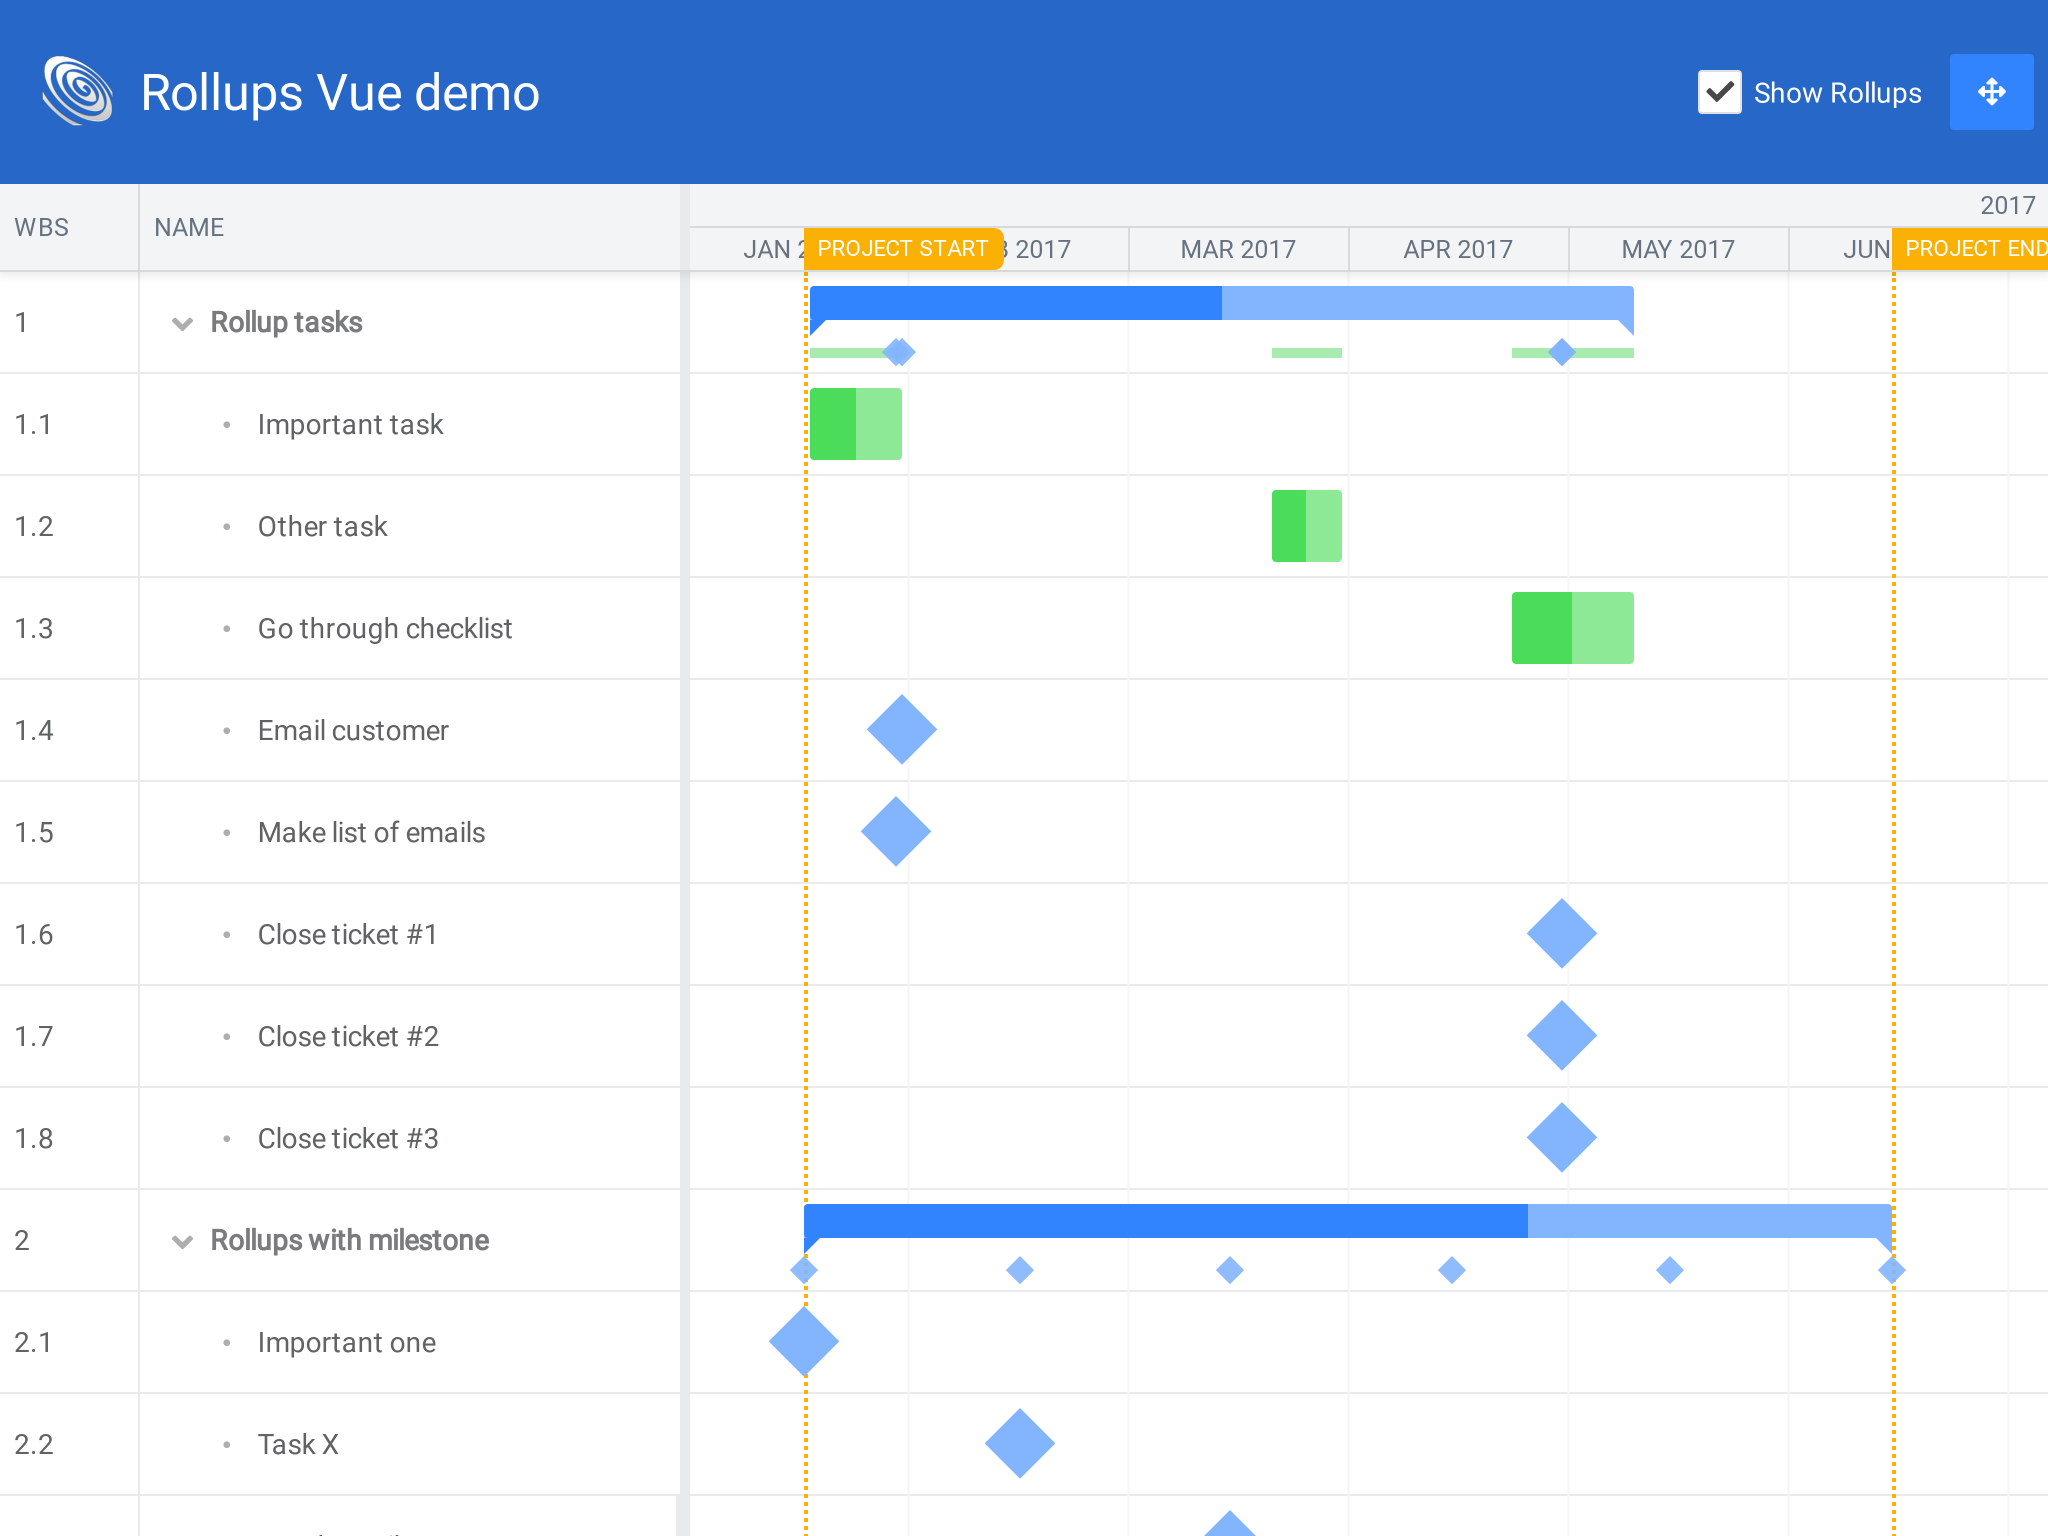 Rollups Vue demo
Show Rollups
WBS
NAME
2017
JAN
PROJECT START
2017
MAR 2017
APR 2017
MAY 2017
JUN
PROJECT END
1
Rollup tasks
1.1
Important task
1.2
Other task
1.3
Go through checklist
1.4
Email customer
1.5
Make list of emails
1.6
Close ticket #1
1.7
Close ticket #2
1.8
Close ticket #3
2
Rollups with milestone
2.1
Important one
2.2
Task X